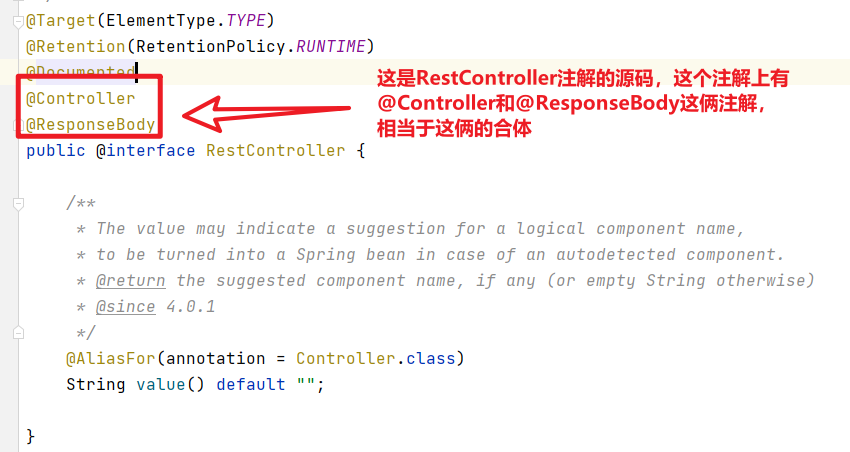 @Target(ElementType.TYPE)
@Retention(RetentionPolicy.RUNTIME)
@Documented
@Controller
@ResponseBody
public @interface RestController {
这是RestController注解的源码，这个注解上有
@Controller和@ResponseBody这俩注解，
相当于这俩的合体
/**
* The value may indicate a suggestion for a logical component name,
* to be turned into a Spring bean in case of an autodetected component.
* @return the suggested component name, if any (or empty String otherwise)
* @since 4.0.1
*/
@AliasFor(annotation = Controller.class)
String value() default "";
}